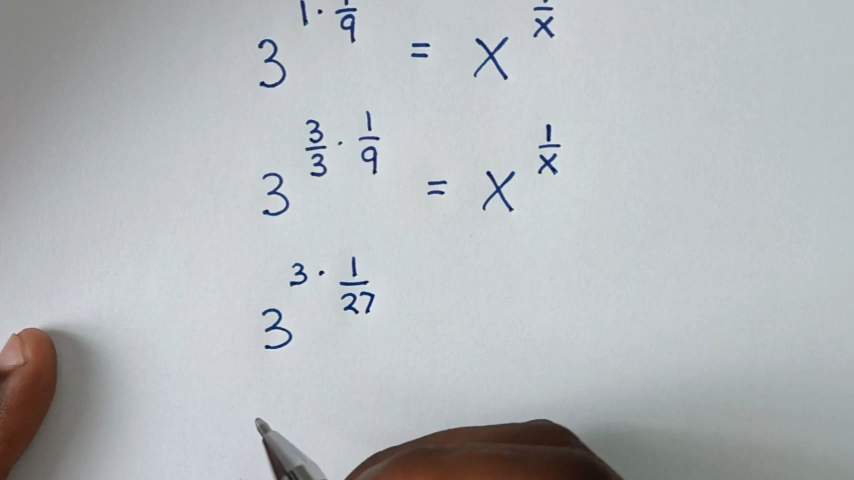 3^{1 · 1/9} = x^{1/x}
3^{3/3 · 1/9} = x^{1/x}
3^{3 · 1/27}